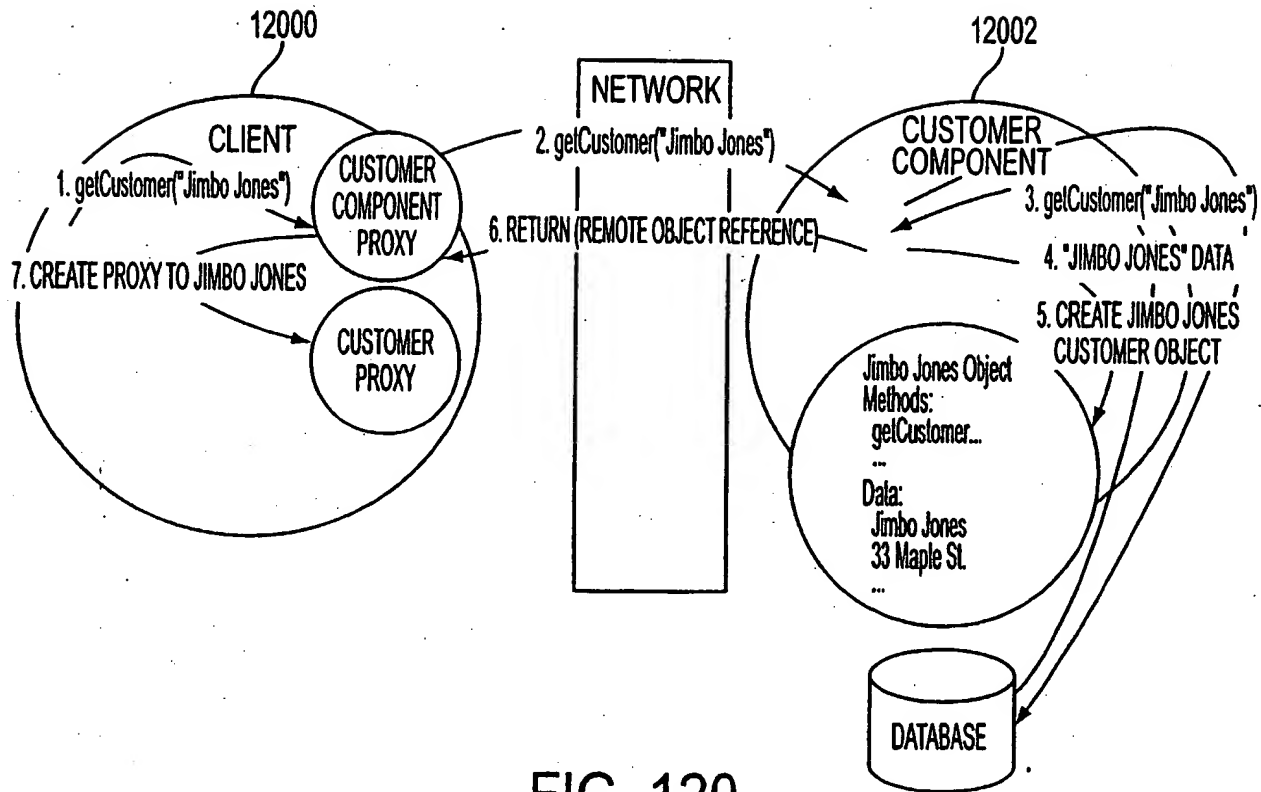 12000
12002
NETWORK
CLIENT
CUSTOMER
COMPONENT
PROXY
1. getCustomer("Jimbo Jones")
2. getCustomer("Jimbo Jones")
CUSTOMER
COMPONENT
3. getCustomer("Jimbo Jones")
6. RETURN (REMOTE OBJECT REFERENCE)
4. "JIMBO JONES" DATA
7. CREATE PROXY TO JIMBO JONES
5. CREATE JIMBO JONES
CUSTOMER OBJECT
CUSTOMER
PROXY
Jimbo Jones Object
Methods:
getCustomer...
...
Data:
Jimbo Jones
33 Maple St.
...
DATABASE
FIG. 120